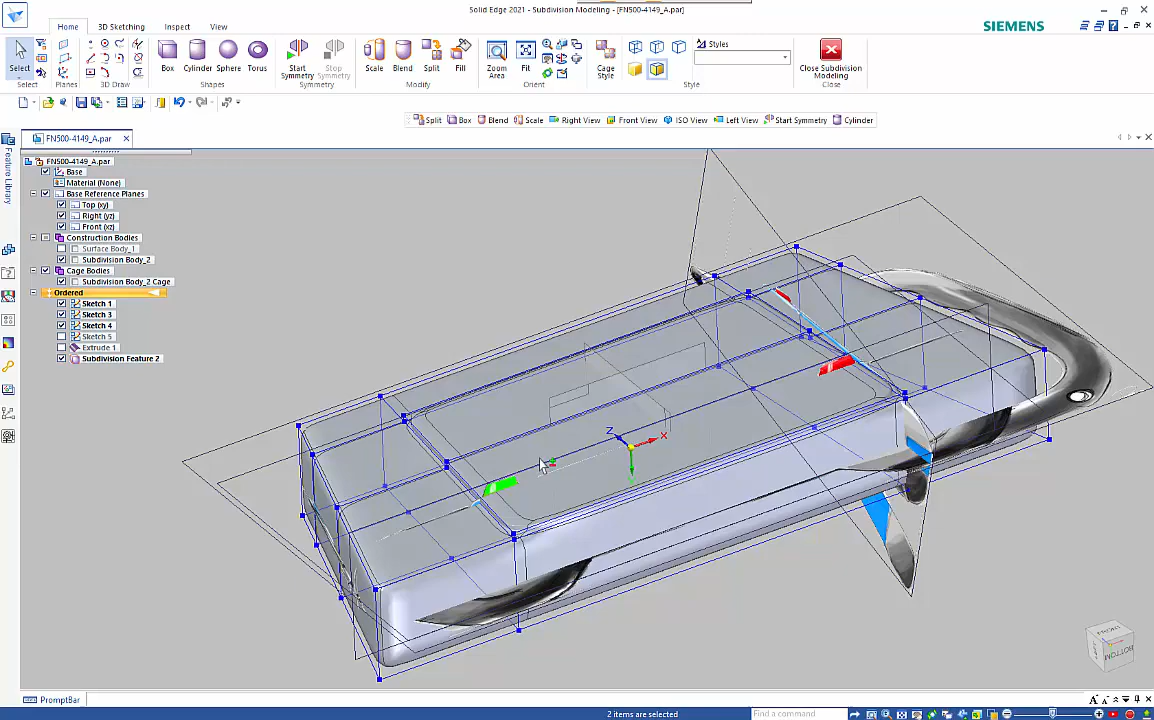 Solid Edge 2021 - Subdivision Modeling - [FN500-4149_A.par]
Home 3D Sketching Inspect View
SIEMENS
Select Planes 3D Draw Box Cylinder Sphere Torus Start Symmetry Stop Symmetry Scale Blend Split Fill Zoom Area Fit Cage Style Styles Close Subdivision Modeling
Select Planes 3D Draw Shapes Modify Orient Style Close
Split Box Blend Scale Right View Front View ISO View Left View Start Symmetry Cylinder
FN500-4149_A.par
Feature Library
FN500-4149_A.par
Base
Material (None)
Base Reference Planes
Top (xy)
Right (yz)
Front (xz)
Construction Bodies
Surface Body_1
Subdivision Body_2
Cage Bodies
Subdivision Body_2 Cage
Ordered
Sketch 1
Sketch 3
Sketch 4
Sketch 5
Extrude 1
Subdivision Feature 2
Z X
BOTTOM
PromptBar
2 items are selected
Find a command